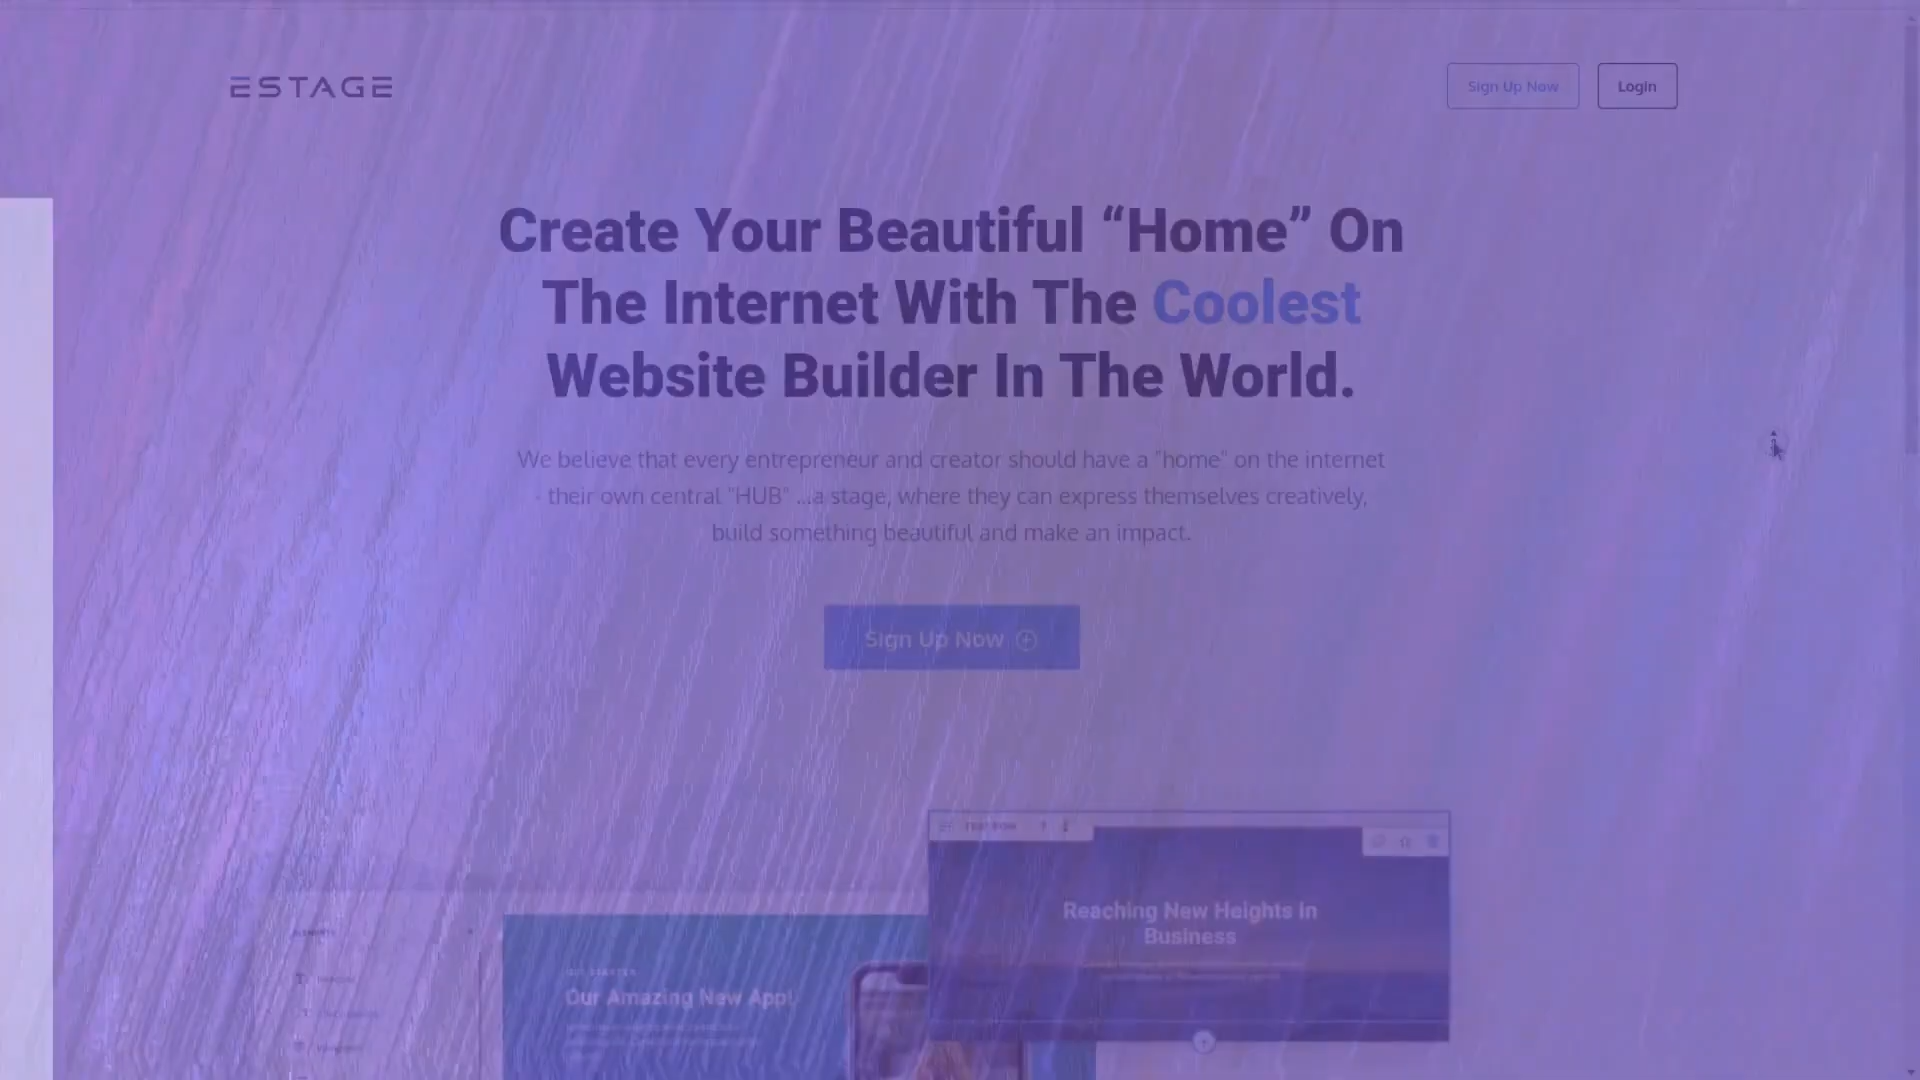 ESTAGE
Sign Up Now
Login
Create Your Beautiful “Home” On
The Internet With The Coolest
Website Builder In The World.
We believe that every entrepreneur and creator should have a "home" on the internet
- their own central "HUB" ...a stage, where they can express themselves creatively,
build something beautiful and make an impact.
Sign Up Now
Reaching New Heights In
Business
Our Amazing New App!